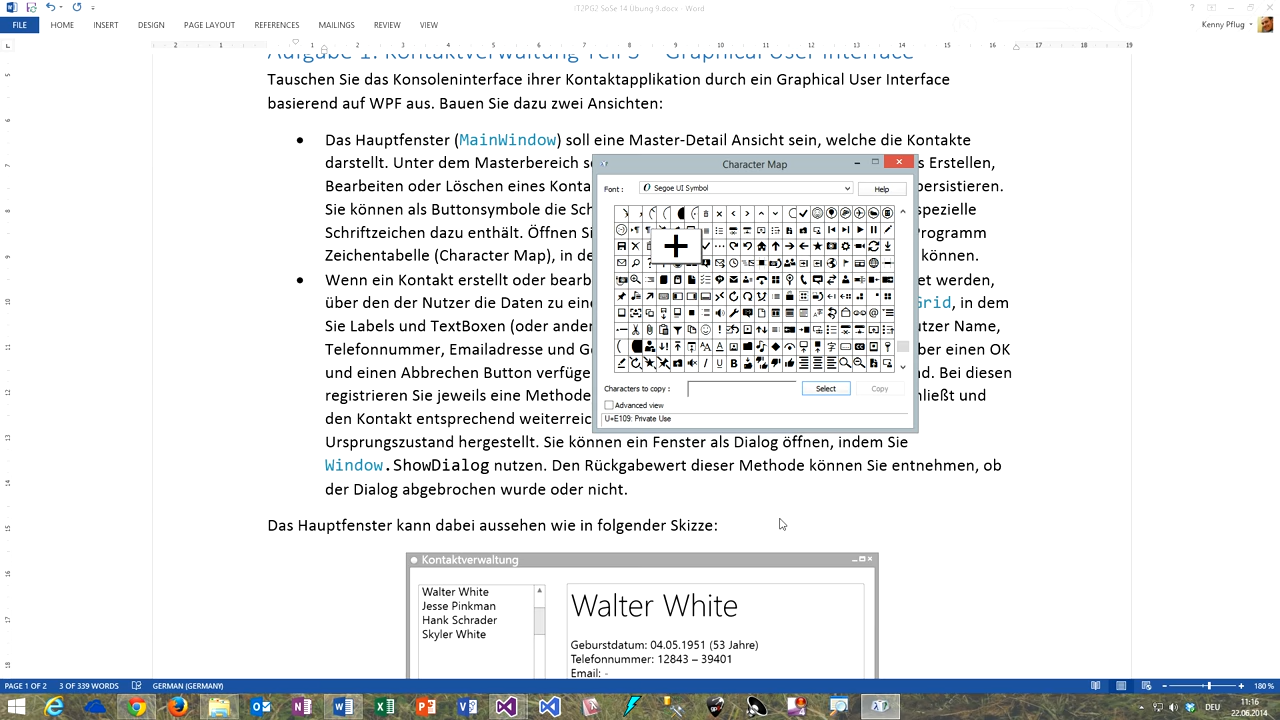 IT2PG2 SoSe 14 Übung 9.docx - Word
FILE HOME INSERT DESIGN PAGE LAYOUT REFERENCES MAILINGS REVIEW VIEW
Kenny Pflug
Tauschen Sie das Konsoleninterface ihrer Kontaktapplikation durch ein Graphical User Interface
basierend auf WPF aus. Bauen Sie dazu zwei Ansichten:
Das Hauptfenster (MainWindow) soll eine Master-Detail Ansicht sein, welche die Kontakte
darstellt. Unter dem Masterbereich s
s Erstellen,
Bearbeiten oder Löschen eines Konta
persistieren.
Sie können als Buttonsymbole die Sch
spezielle
Schriftzeichen dazu enthält. Öffnen Si
Programm
Zeichentabelle (Character Map), in de
können.
Wenn ein Kontakt erstellt oder bearb
et werden,
über den der Nutzer die Daten zu eine
Grid, in dem
Sie Labels und TextBoxen (oder ander
utzer Name,
Telefonnummer, Emailadresse und Ge
ber einen OK
und einen Abbrechen Button verfüge
d. Bei diesen
registrieren Sie jeweils eine Methode
hließt und
den Kontakt entsprechend weiterreic
Ursprungszustand hergestellt. Sie können ein Fenster als Dialog öffnen, indem Sie
Window.ShowDialog nutzen. Den Rückgabewert dieser Methode können Sie entnehmen, ob
der Dialog abgebrochen wurde oder nicht.
Das Hauptfenster kann dabei aussehen wie in folgender Skizze:
Character Map
Font : Segoe UI Symbol Help
Characters to copy : Select Copy
Advanced view
U+E109: Private Use
Kontaktverwaltung
Walter White
Jesse Pinkman
Hank Schrader
Skyler White
Walter White
Geburstdatum: 04.05.1951 (53 Jahre)
Telefonnummer: 12843 – 39401
Email: -
PAGE 1 OF 2 3 OF 339 WORDS GERMAN (GERMANY) 180 %
DEU
11:16
22.06.2014